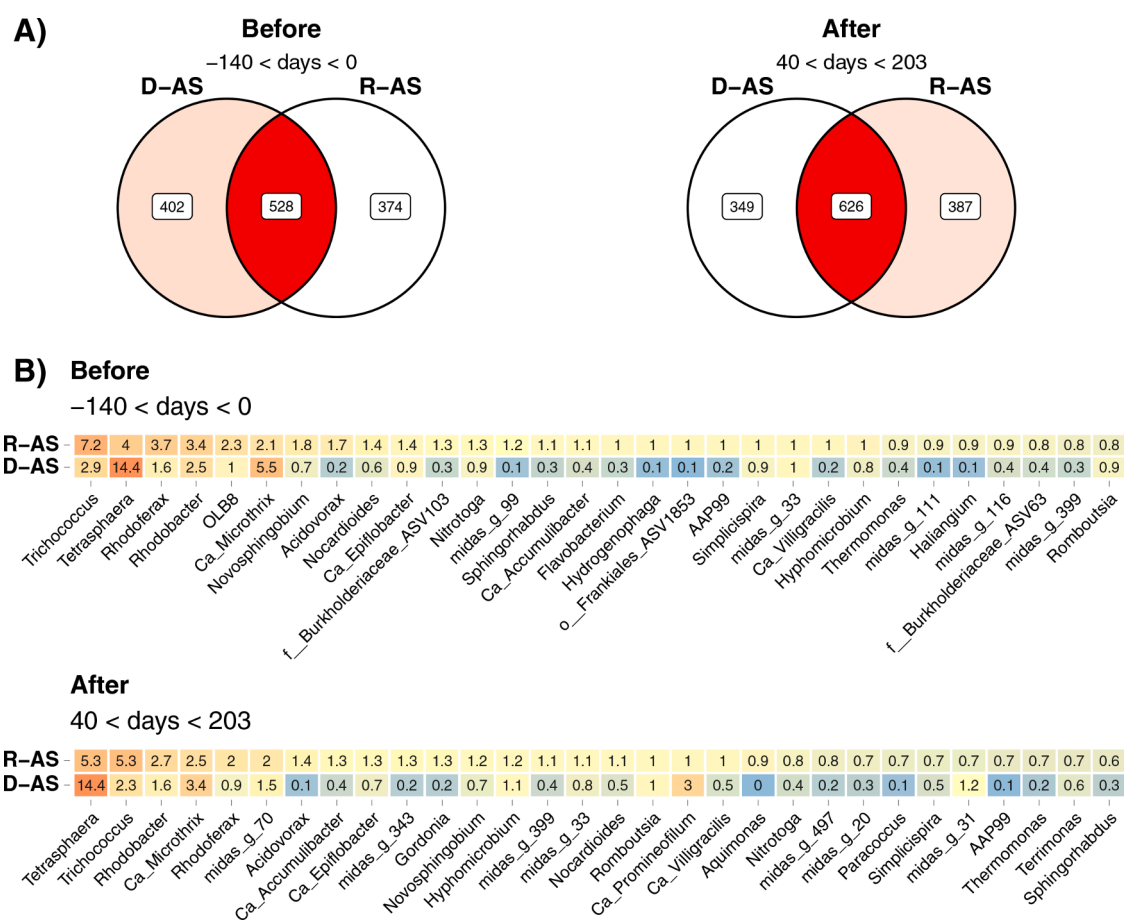 A)
Before
−140 < days < 0
D−AS
R−AS
402
528
374
After
40 < days < 203
D−AS
R−AS
349
626
387
B)
Before
−140 < days < 0
R−AS 7.2 4 3.7 3.4 2.3 2.1 1.8 1.7 1.4 1.4 1.3 1.3 1.2 1.1 1.1 1 1 1 1 1 1 1 1 0.9 0.9 0.9 0.9 0.8 0.8 0.8
D−AS 2.9 14.4 1.6 2.5 1 5.5 0.7 0.2 0.6 0.9 0.3 0.9 0.1 0.3 0.4 0.3 0.1 0.1 0.2 0.9 1 0.2 0.8 0.4 0.1 0.1 0.4 0.4 0.3 0.9
Trichococcus
Tetrasphaera
Rhodoferax
Rhodobacter
OLB8
Ca_Microthrix
Novosphingobium
Acidovorax
Nocardioides
Ca_Epiflobacter
f__Burkholderiaceae_ASV103
Nitrotoga
midas_g_99
Sphingorhabdus
Ca_Accumulibacter
Flavobacterium
Hydrogenophaga
o__Frankiales_ASV1853
AAP99
Simplicispira
midas_g_33
Ca_Villigracilis
Hyphomicrobium
Thermomonas
midas_g_111
Haliangium
midas_g_116
f__Burkholderiaceae_ASV63
midas_g_399
Romboutsia
After
40 < days < 203
R−AS 5.3 5.3 2.7 2.5 2 2 1.4 1.3 1.3 1.3 1.3 1.2 1.2 1.1 1.1 1.1 1 1 1 0.9 0.8 0.8 0.7 0.7 0.7 0.7 0.7 0.7 0.7 0.6
D−AS 14.4 2.3 1.6 3.4 0.9 1.5 0.1 0.4 0.7 0.2 0.2 0.7 1.1 0.4 0.8 0.5 1 3 0.5 0 0.4 0.2 0.3 0.1 0.5 1.2 0.1 0.2 0.6 0.3
Tetrasphaera
Trichococcus
Rhodobacter
Ca_Microthrix
Rhodoferax
midas_g_70
Acidovorax
Ca_Accumulibacter
Ca_Epiflobacter
midas_g_343
Gordonia
Novosphingobium
Hyphomicrobium
midas_g_399
midas_g_33
Nocardioides
Romboutsia
Ca_Promineofilum
Ca_Villigracilis
Aquimonas
Nitrotoga
midas_g_497
midas_g_20
Paracoccus
Simplicispira
midas_g_31
AAP99
Thermomonas
Terrimonas
Sphingorhabdus